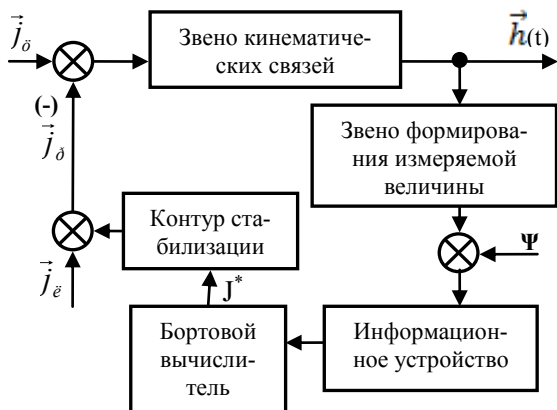 j⃗ö
Звено кинематиче-
ских связей
h⃗(t)
(-)
j⃗ð
Звено формирова-
ния измеряемой
величины
Контур ста-
билизации
Ψ
j⃗ë
J*
Бортовой
вычисли-
тель
Информацион-
ное устройство